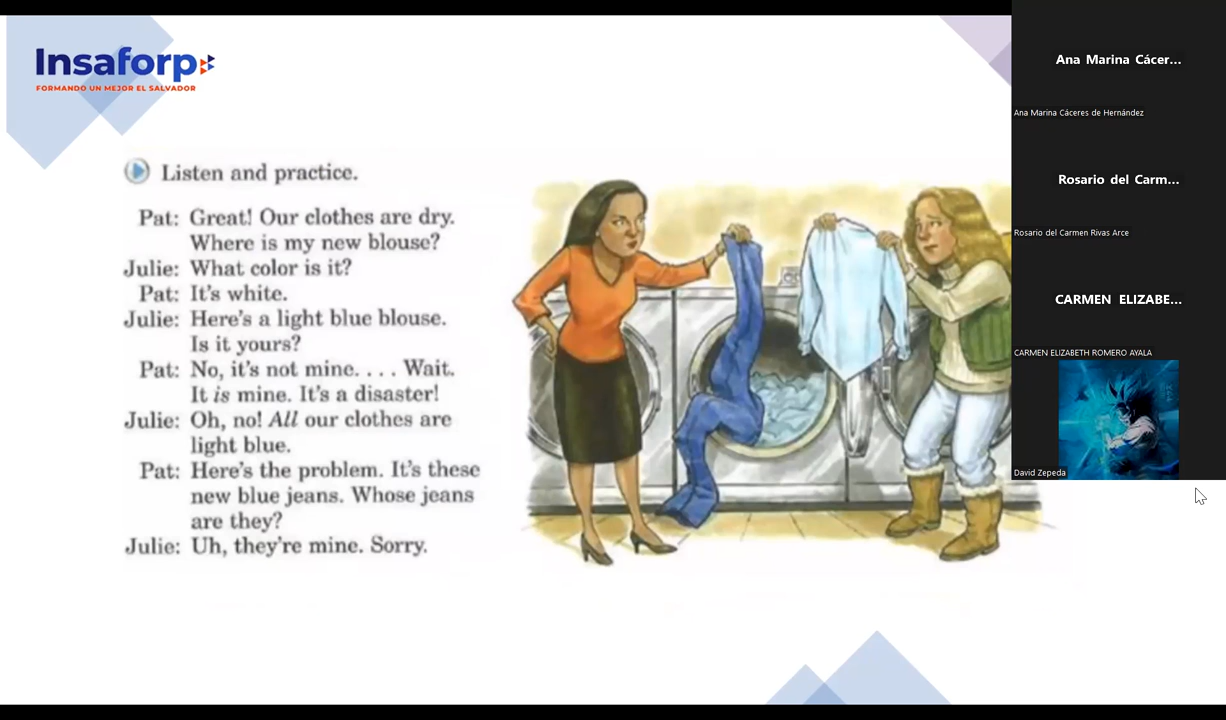 Insaforp
FORMANDO UN MEJOR EL SALVADOR
Listen and practice.
Pat: Great! Our clothes are dry.
Where is my new blouse?
Julie: What color is it?
Pat: It's white.
Julie: Here's a light blue blouse.
Is it yours?
Pat: No, it's not mine. . . . Wait.
It is mine. It's a disaster!
Julie: Oh, no! All our clothes are
light blue.
Pat: Here's the problem. It's these
new blue jeans. Whose jeans
are they?
Julie: Uh, they're mine. Sorry.
Ana Marina Cácer...
Ana Marina Cáceres de Hernández
Rosario del Carm...
Rosario del Carmen Rivas Arce
CARMEN ELIZABE...
CARMEN ELIZABETH ROMERO AYALA
David Zepeda